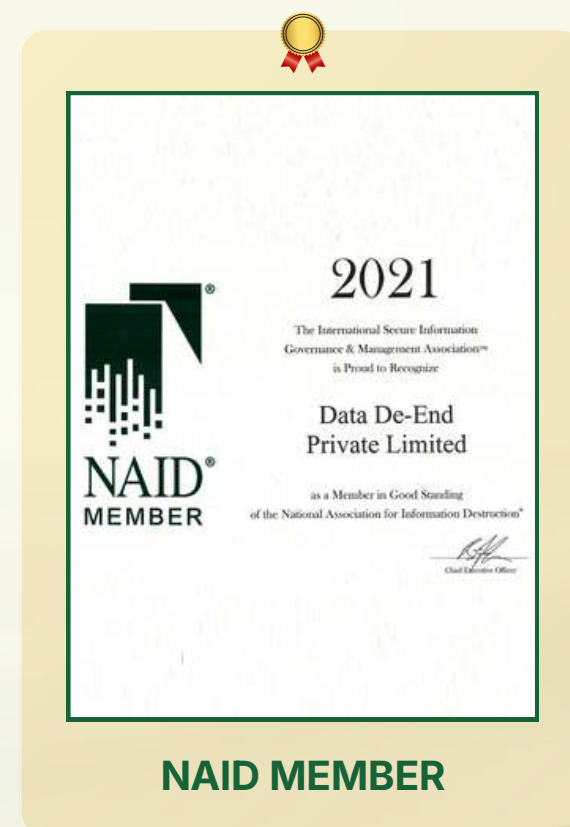 2021
The International Secure Information
Governance & Management Association℠
is Proud to Recognize
Data De-End
Private Limited
as a Member in Good Standing
of the National Association for Information Destruction®
Chief Executive Officer
NAID®
MEMBER
NAID MEMBER